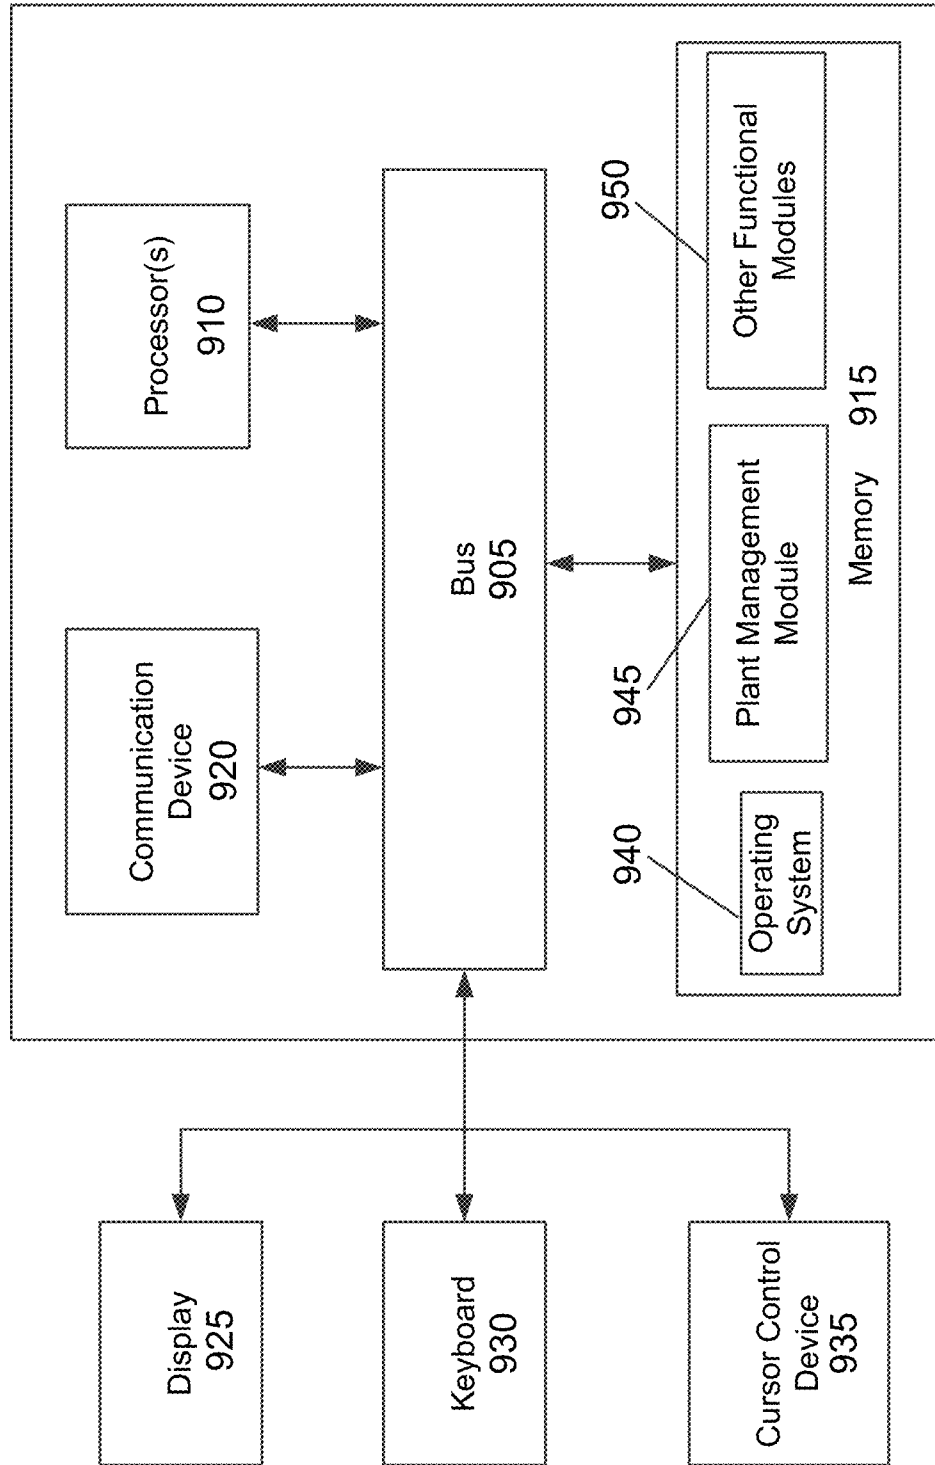 Display
925
Keyboard
930
Cursor Control
Device
935
Communication
Device
920
Processor(s)
910
Bus
905
940
945
950
Operating
System
Plant Management
Module
Other Functional
Modules
Memory 915